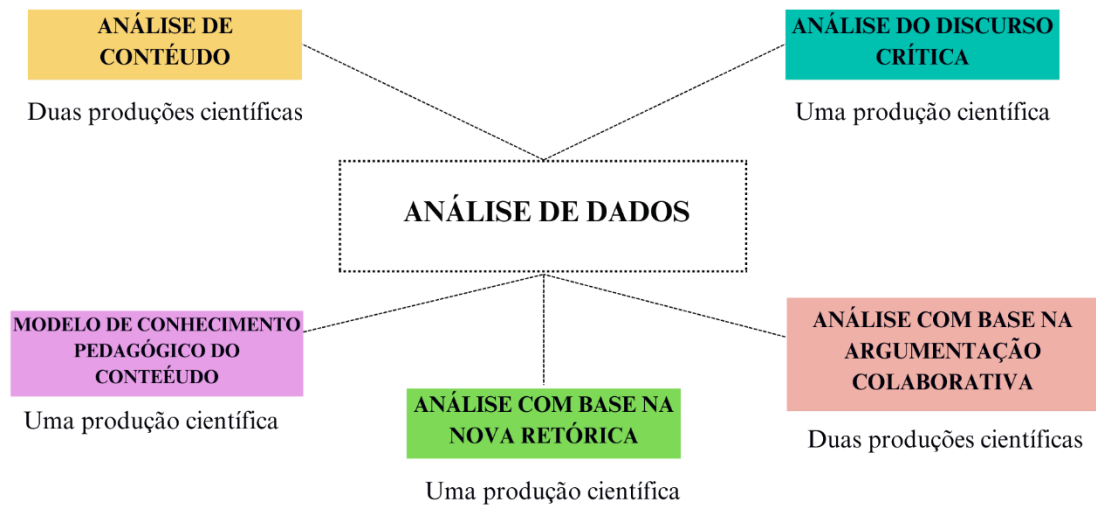 ANÁLISE DE
CONTÉUDO
Duas produções científicas
ANÁLISE DO DISCURSO
CRÍTICA
Uma produção científica
ANÁLISE DE DADOS
MODELO DE CONHECIMENTO
PEDAGÓGICO DO
CONTEÉUDO
Uma produção científica
ANÁLISE COM BASE NA
NOVA RETÓRICA
Uma produção científica
ANÁLISE COM BASE NA
ARGUMENTAÇÃO
COLABORATIVA
Duas produções científicas